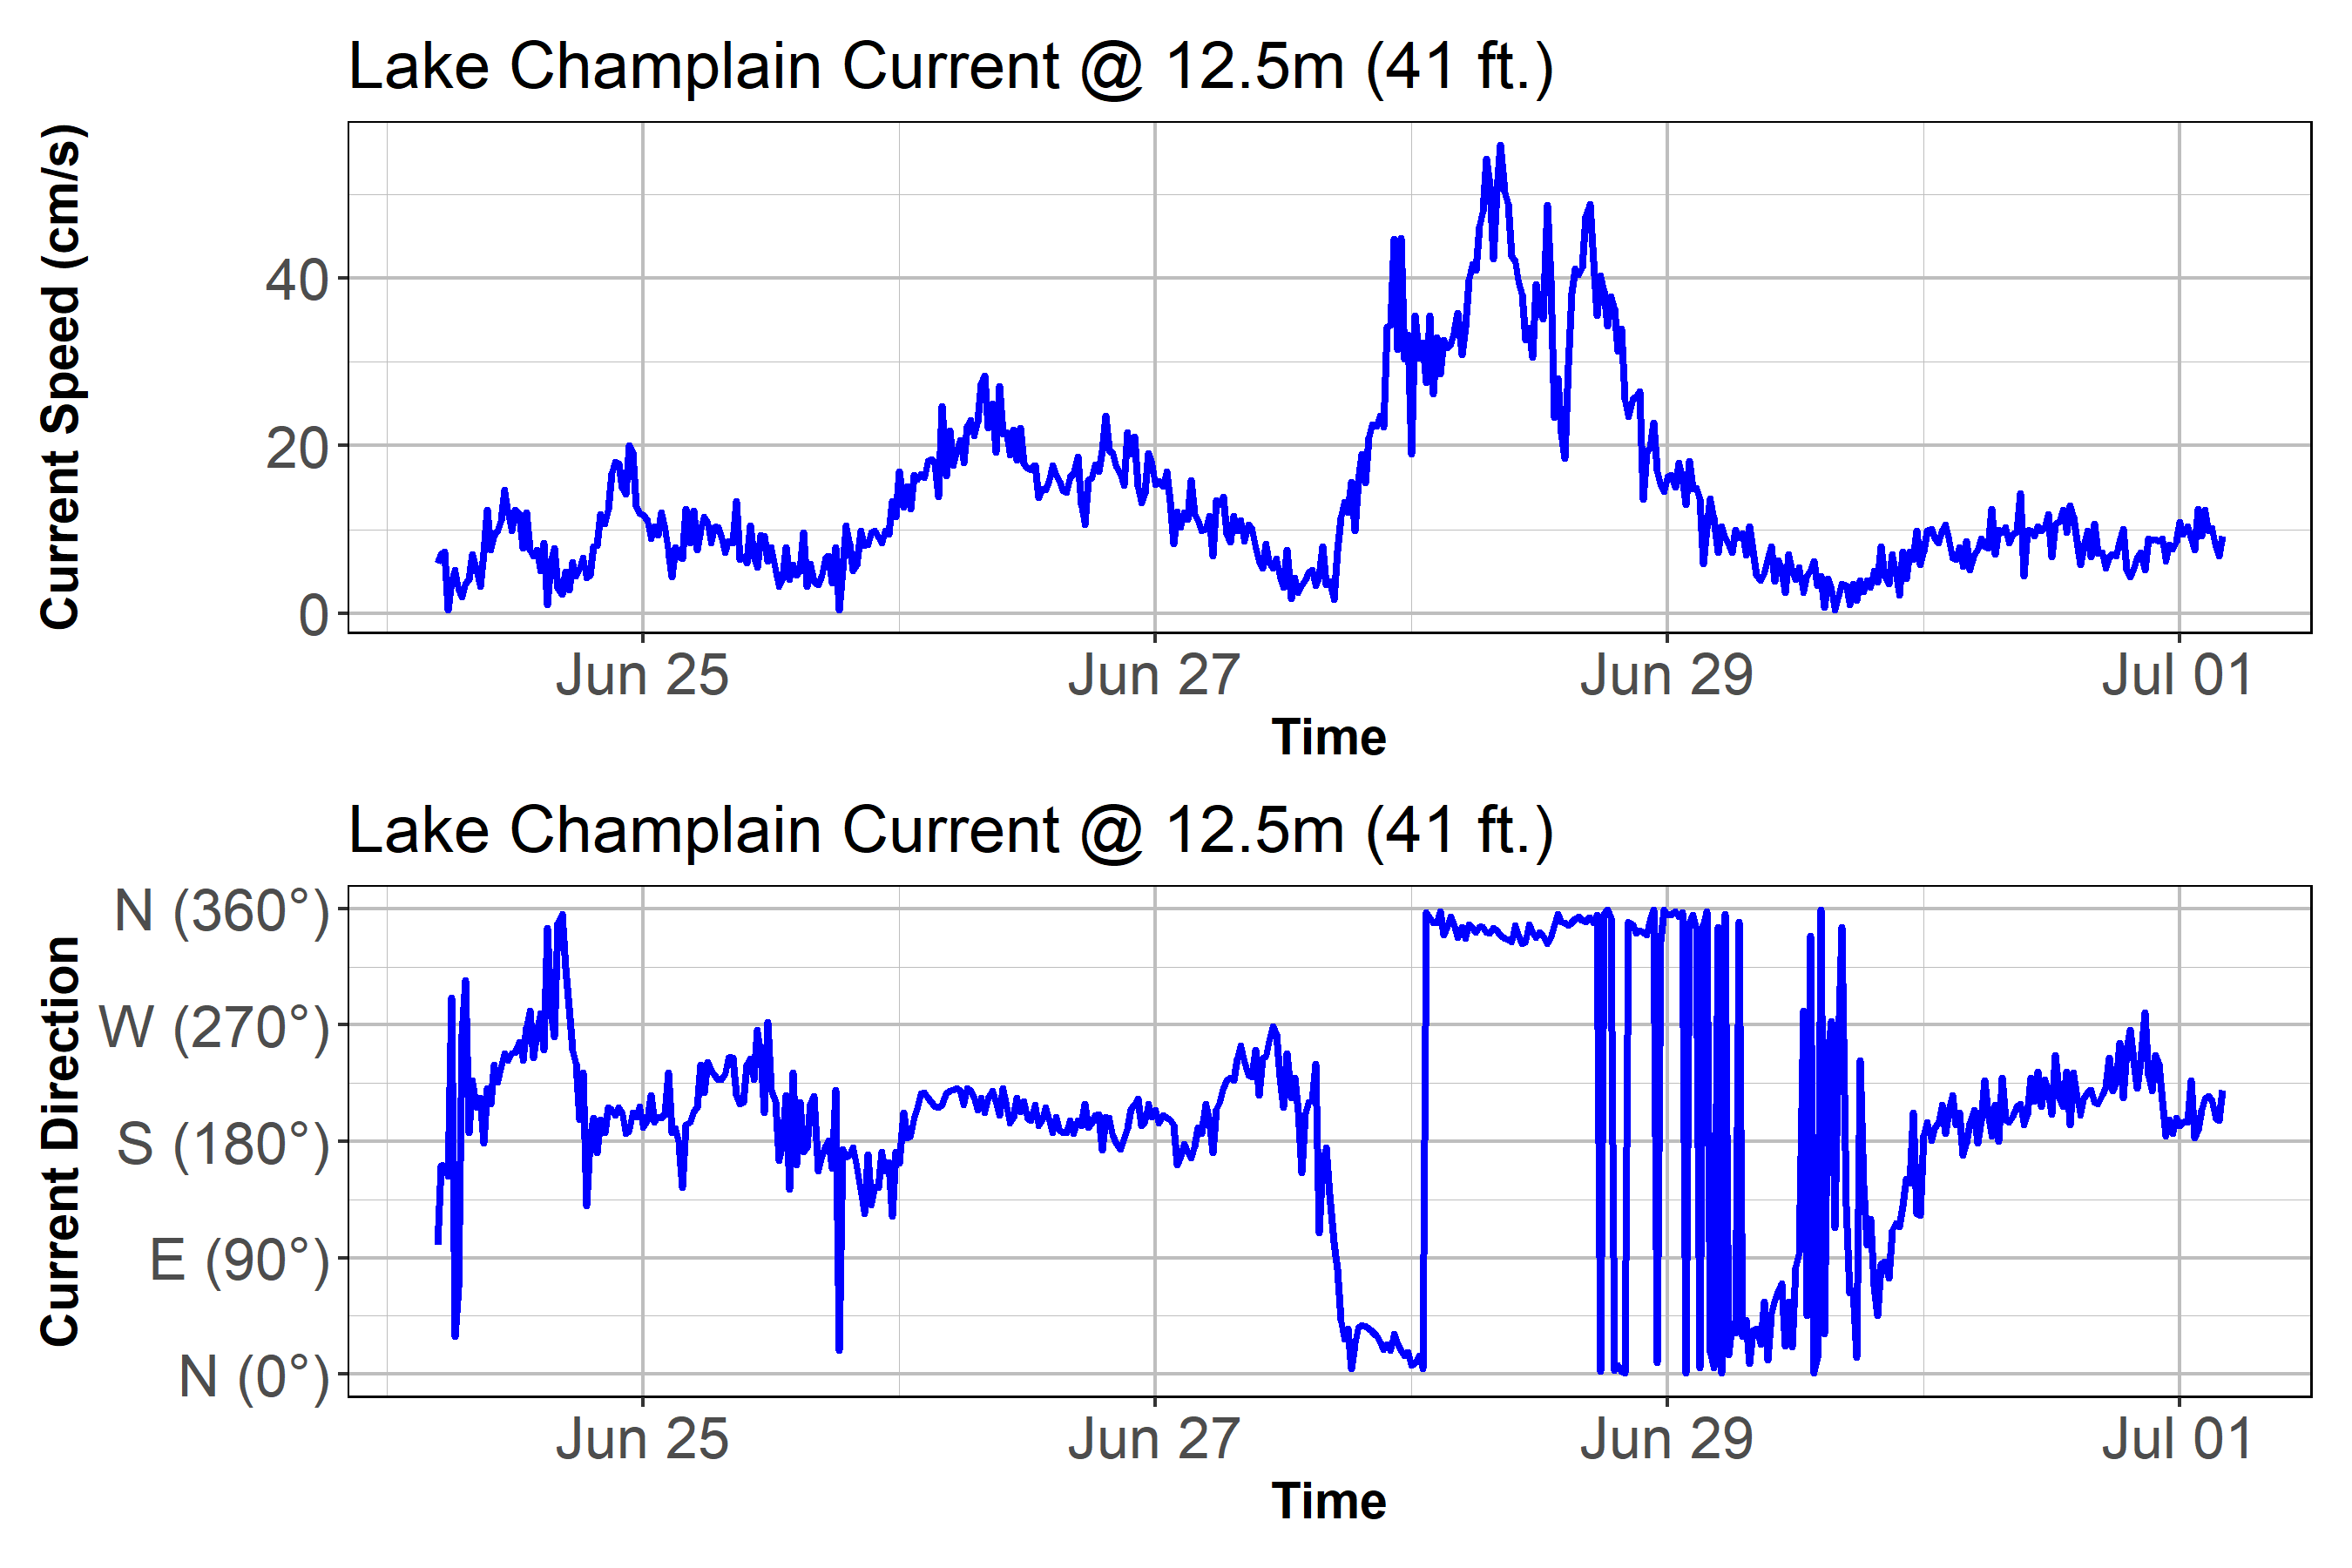 Lake Champlain Current @ 12.5m (41 ft.)
Current Speed (cm/s)
40
20
0
Jun 25 Jun 27 Jun 29 Jul 01
Time
Lake Champlain Current @ 12.5m (41 ft.)
Current Direction
N (360°)
W (270°)
S (180°)
E (90°)
N (0°)
Jun 25 Jun 27 Jun 29 Jul 01
Time